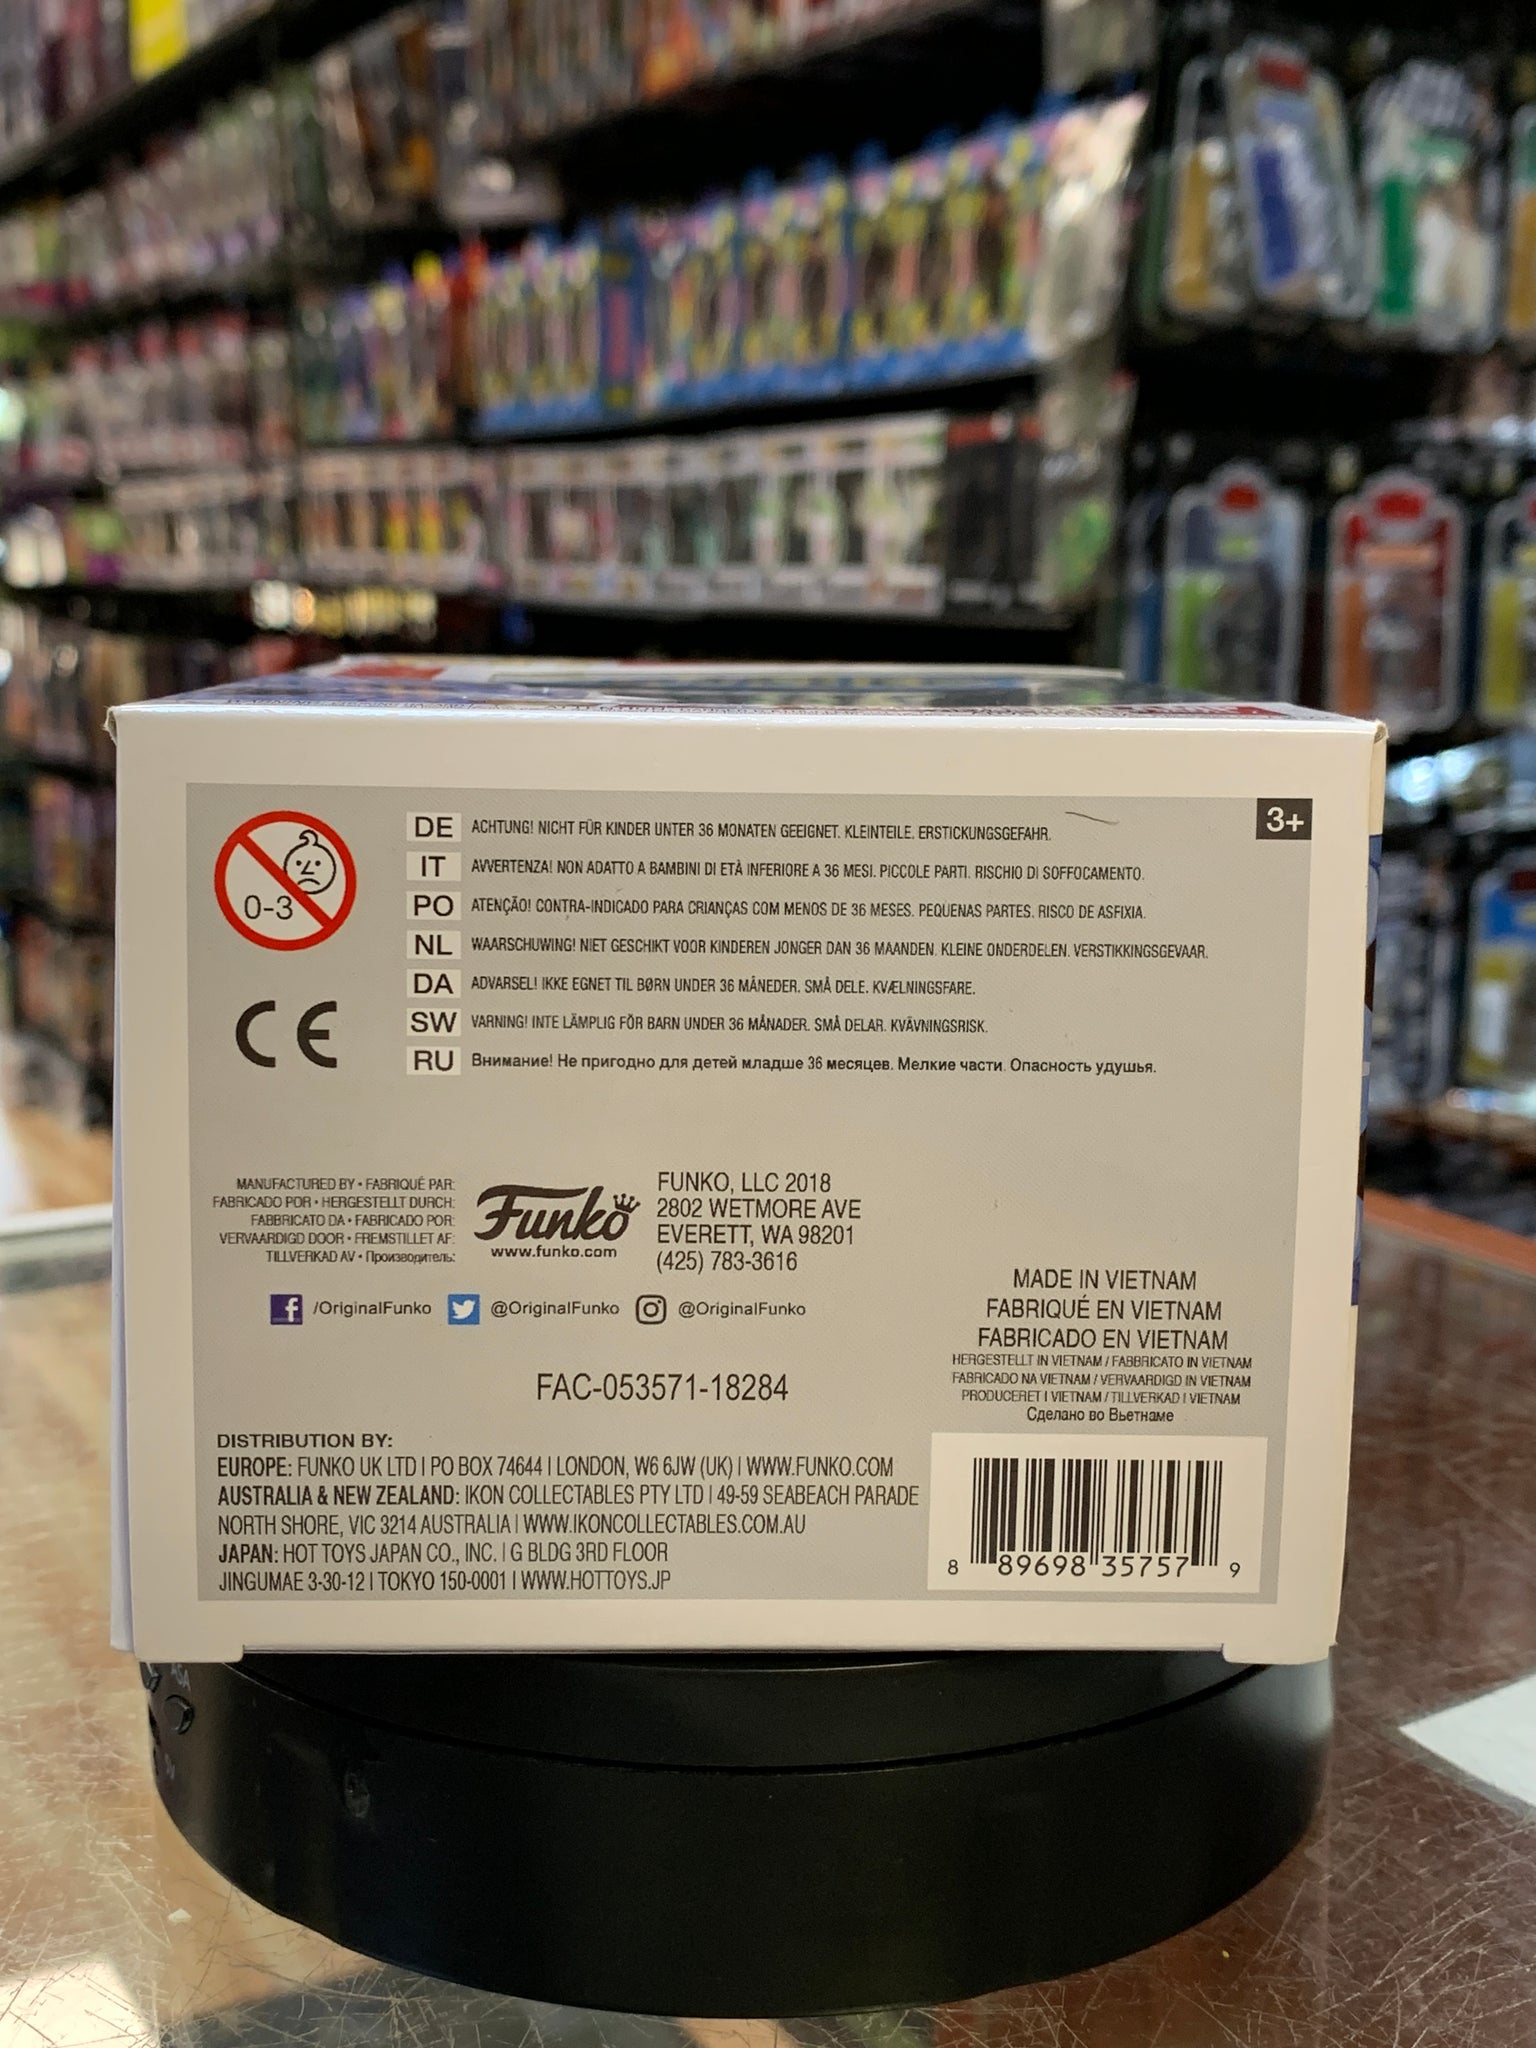 3+
0-3
DE ACHTUNG! NICHT FÜR KINDER UNTER 36 MONATEN GEEIGNET. KLEINTEILE. ERSTICKUNGSGEFAHR.
IT AVVERTENZA! NON ADATTO A BAMBINI DI ETÀ INFERIORE A 36 MESI. PICCOLE PARTI. RISCHIO DI SOFFOCAMENTO.
PO ATENÇÃO! CONTRA-INDICADO PARA CRIANÇAS COM MENOS DE 36 MESES. PEQUENAS PARTES. RISCO DE ASFIXIA.
NL WAARSCHUWING! NIET GESCHIKT VOOR KINDEREN JONGER DAN 36 MAANDEN. KLEINE ONDERDELEN. VERSTIKKINGSGEVAAR.
DA ADVARSEL! IKKE EGNET TIL BØRN UNDER 36 MÅNEDER. SMÅ DELE. KVÆLNINGSFARE.
SW VARNING! INTE LÄMPLIG FÖR BARN UNDER 36 MÅNADER. SMÅ DELAR. KVÄVNINGSRISK.
RU Внимание! Не пригодно для детей младше 36 месяцев. Мелкие части. Опасность удушья.
CE
MANUFACTURED BY • FABRIQUÉ PAR:
FABRICADO POR • HERGESTELLT DURCH:
FABBRICATO DA • FABRICADO POR:
VERVAARDIGD DOOR • FREMSTILLET AF:
TILLVERKAD AV • Производитель:
Funko
www.funko.com
FUNKO, LLC 2018
2802 WETMORE AVE
EVERETT, WA 98201
(425) 783-3616
/OriginalFunko @OriginalFunko @OriginalFunko
FAC-053571-18284
MADE IN VIETNAM
FABRIQUÉ EN VIETNAM
FABRICADO EN VIETNAM
HERGESTELLT IN VIETNAM / FABBRICATO IN VIETNAM
FABRICADO NA VIETNAM / VERVAARDIGD IN VIETNAM
PRODUCERET I VIETNAM / TILLVERKAD I VIETNAM
Сделано во Вьетнаме
DISTRIBUTION BY:
EUROPE: FUNKO UK LTD | PO BOX 74644 | LONDON, W6 6JW (UK) | WWW.FUNKO.COM
AUSTRALIA & NEW ZEALAND: IKON COLLECTABLES PTY LTD | 49-59 SEABEACH PARADE
NORTH SHORE, VIC 3214 AUSTRALIA | WWW.IKONCOLLECTABLES.COM.AU
JAPAN: HOT TOYS JAPAN CO., INC. | G BLDG 3RD FLOOR
JINGUMAE 3-30-12 | TOKYO 150-0001 | WWW.HOTTOYS.JP
8 89698 35757 9